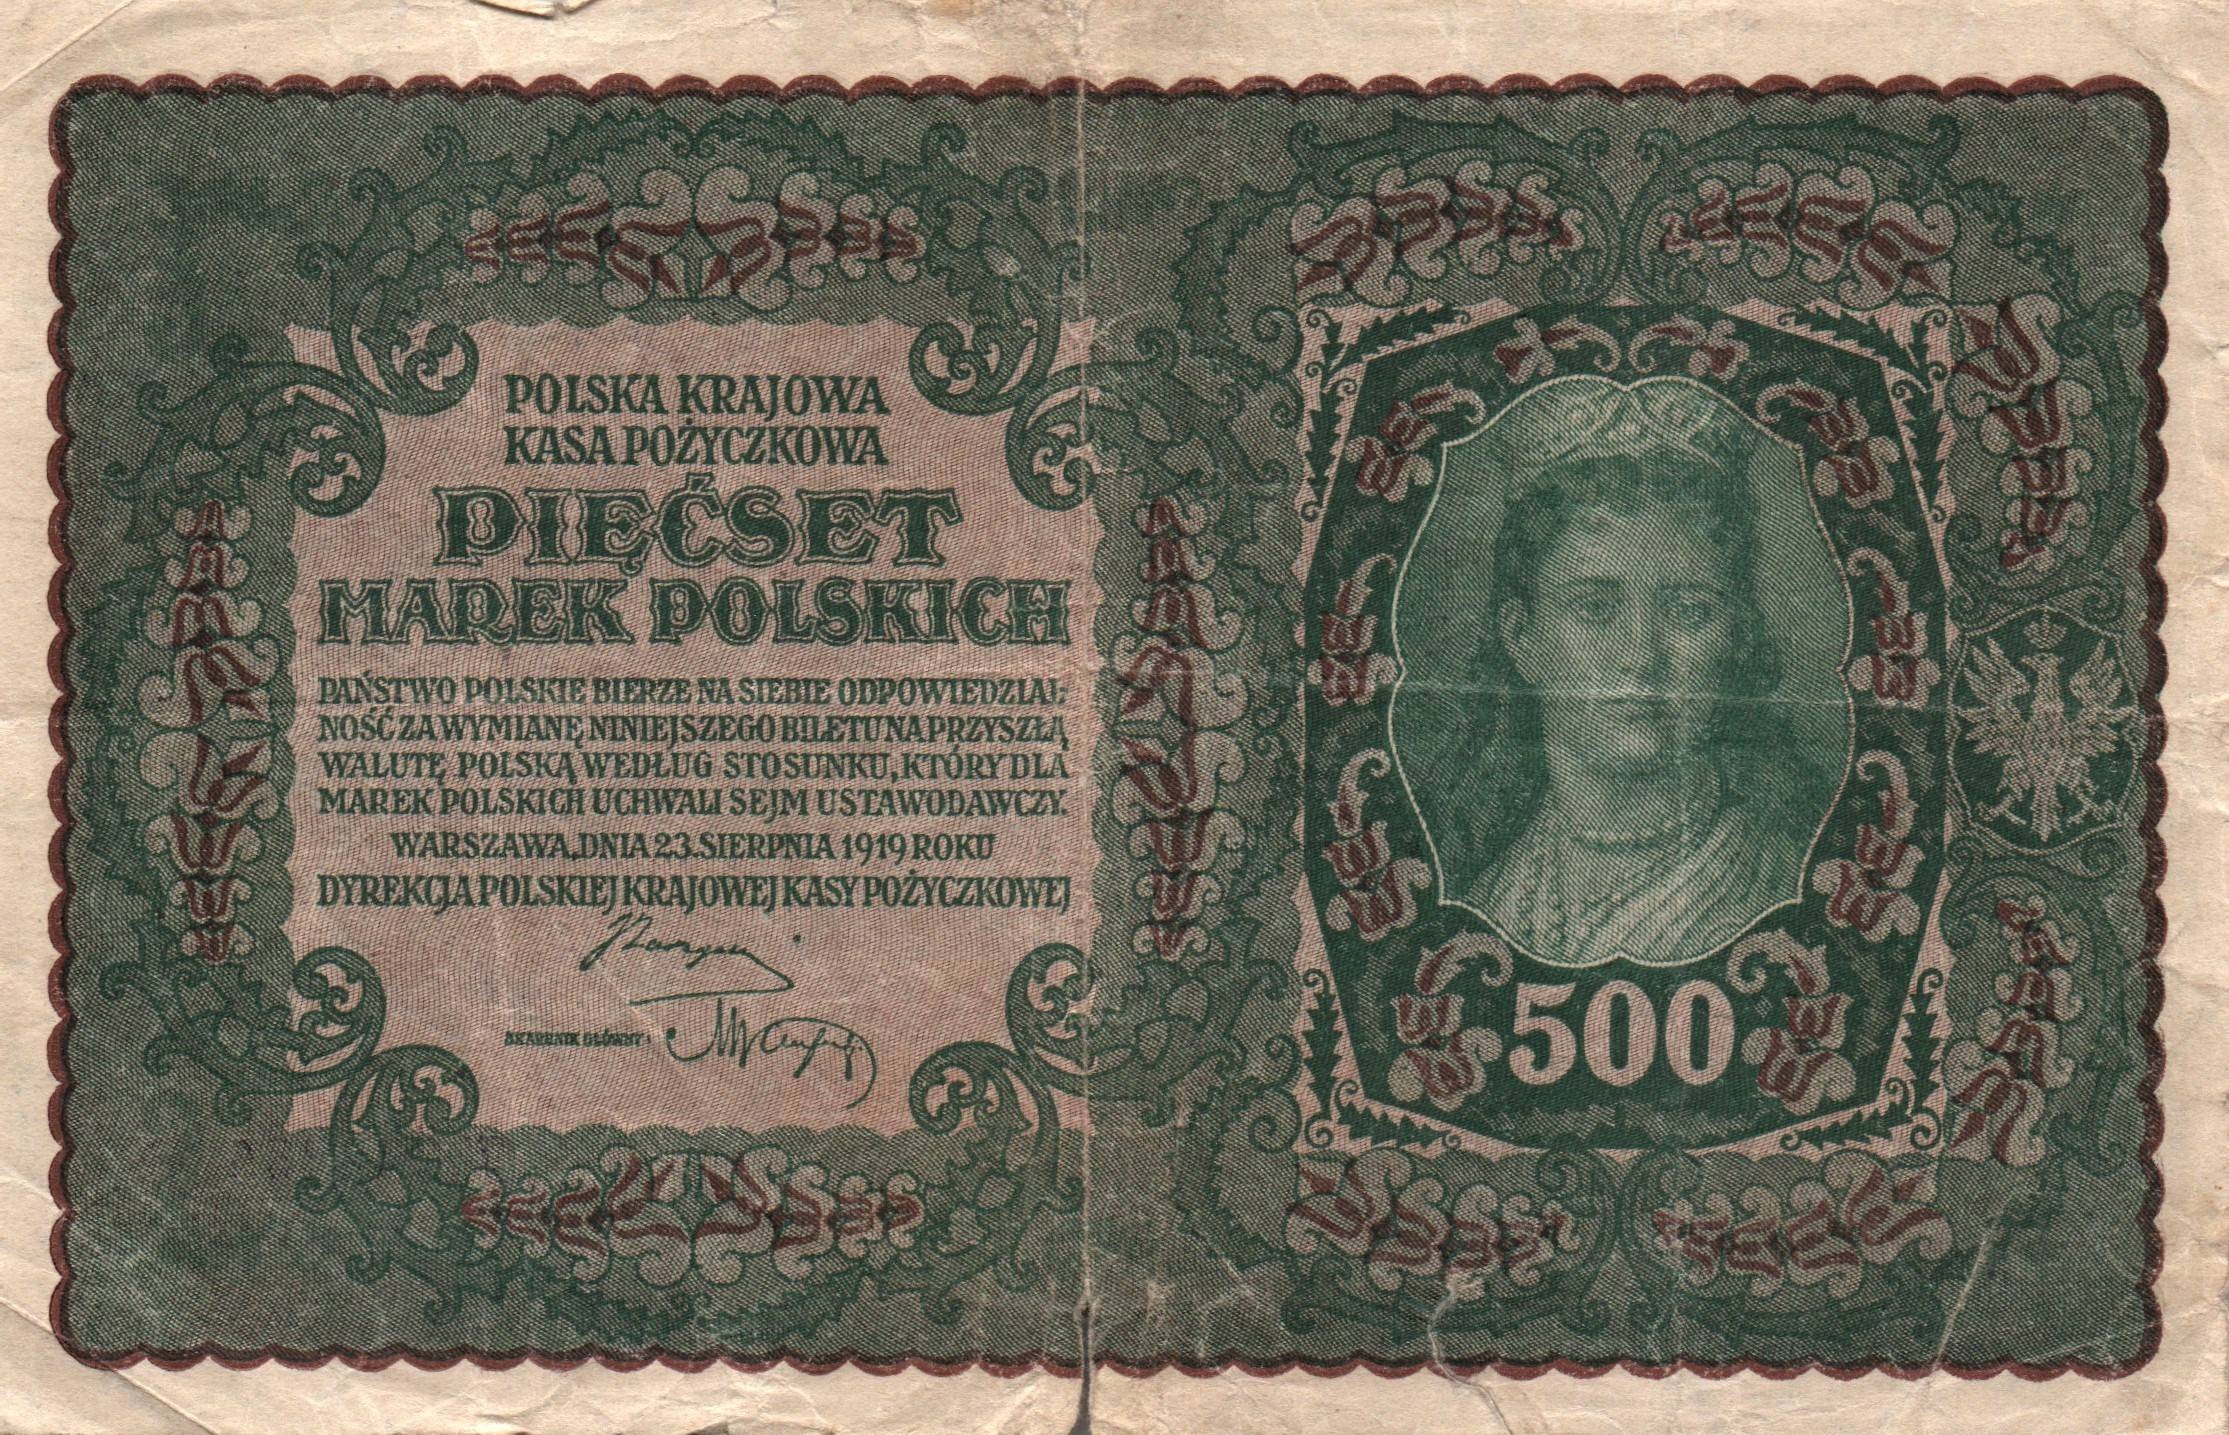 POLSKA KRAJOWA
KASA POŻYCZKOWA
PIĘĆSET
MAREK POLSKICH
PAŃSTWO POLSKIE BIERZE NA SIEBIE ODPOWIEDZIAL-
NOŚĆ ZA WYMIANĘ NINIEJSZEGO BILETU NA PRZYSZŁĄ
WALUTĘ POLSKĄ WEDŁUG STOSUNKU, KTÓRY DLA
MAREK POLSKICH UCHWALI SEJM USTAWODAWCZY.
WARSZAWA, DNIA 23. SIERPNIA 1919 ROKU
DYREKCJA POLSKIEJ KRAJOWEJ KASY POŻYCZKOWEJ
SKARBNIK GŁÓWNY:
500